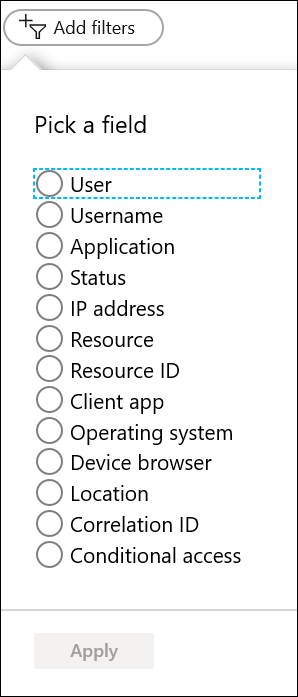 Add filters
Pick a field
User
Username
Application
Status
IP address
Resource
Resource ID
Client app
Operating system
Device browser
Location
Correlation ID
Conditional access
Apply